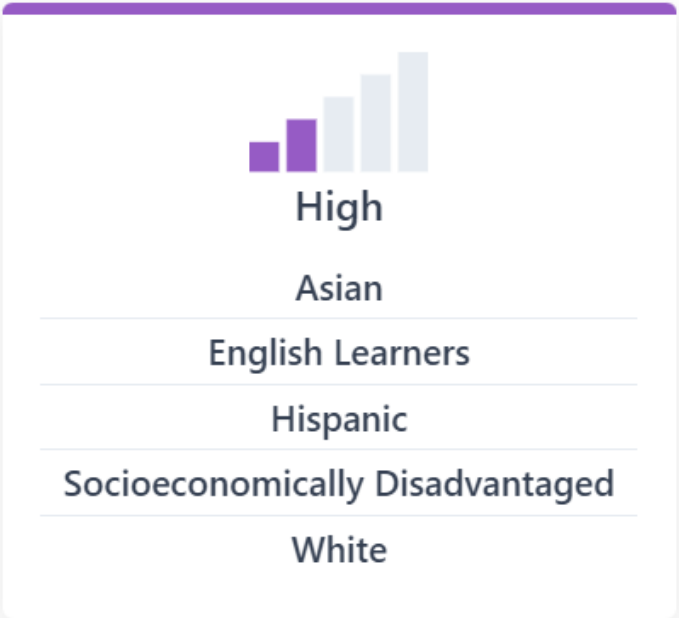 High
Asian
English Learners
Hispanic
Socioeconomically Disadvantaged
White